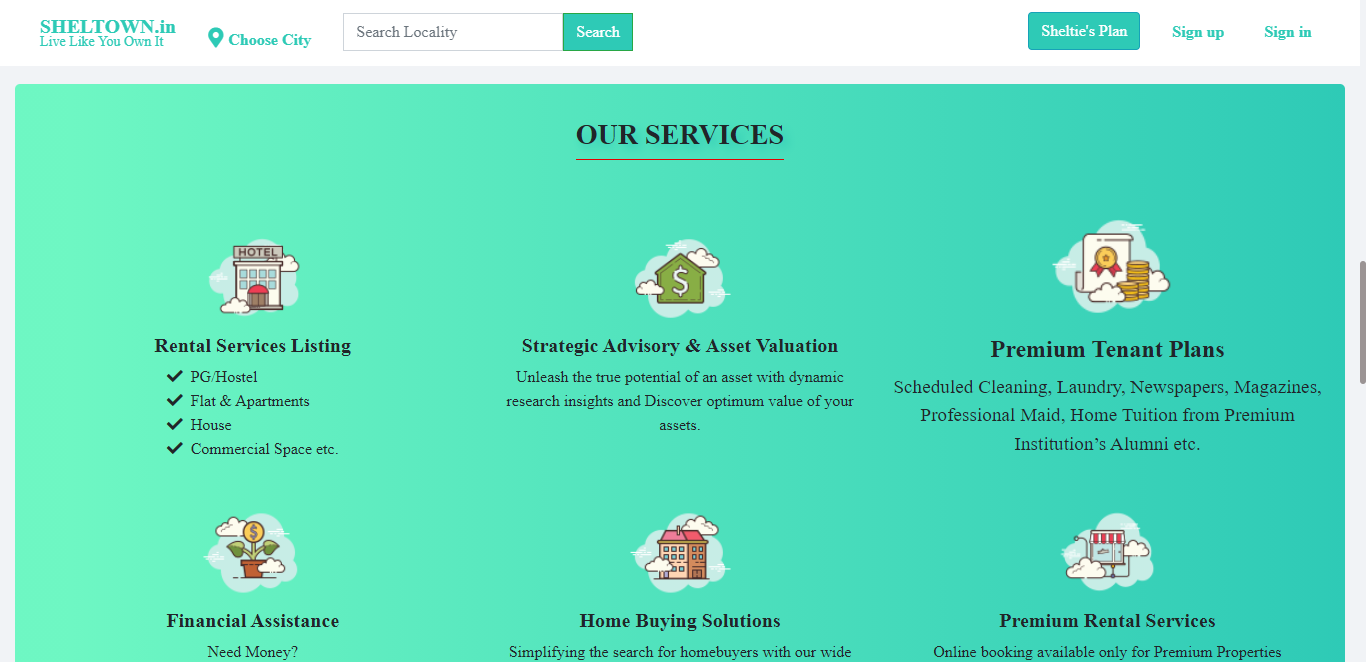 SHELTOWN.in
Live Like You Own It
Choose City
Search Locality
Search
Sheltie's Plan
Sign up
Sign in
OUR SERVICES
HOTEL
Rental Services Listing
PG/Hostel
Flat & Apartments
House
Commercial Space etc.
$
Strategic Advisory & Asset Valuation
Unleash the true potential of an asset with dynamic
research insights and Discover optimum value of your
assets.
Premium Tenant Plans
Scheduled Cleaning, Laundry, Newspapers, Magazines,
Professional Maid, Home Tuition from Premium
Institution’s Alumni etc.
$
Financial Assistance
Need Money?
Home Buying Solutions
Simplifying the search for homebuyers with our wide
Premium Rental Services
Online booking available only for Premium Properties